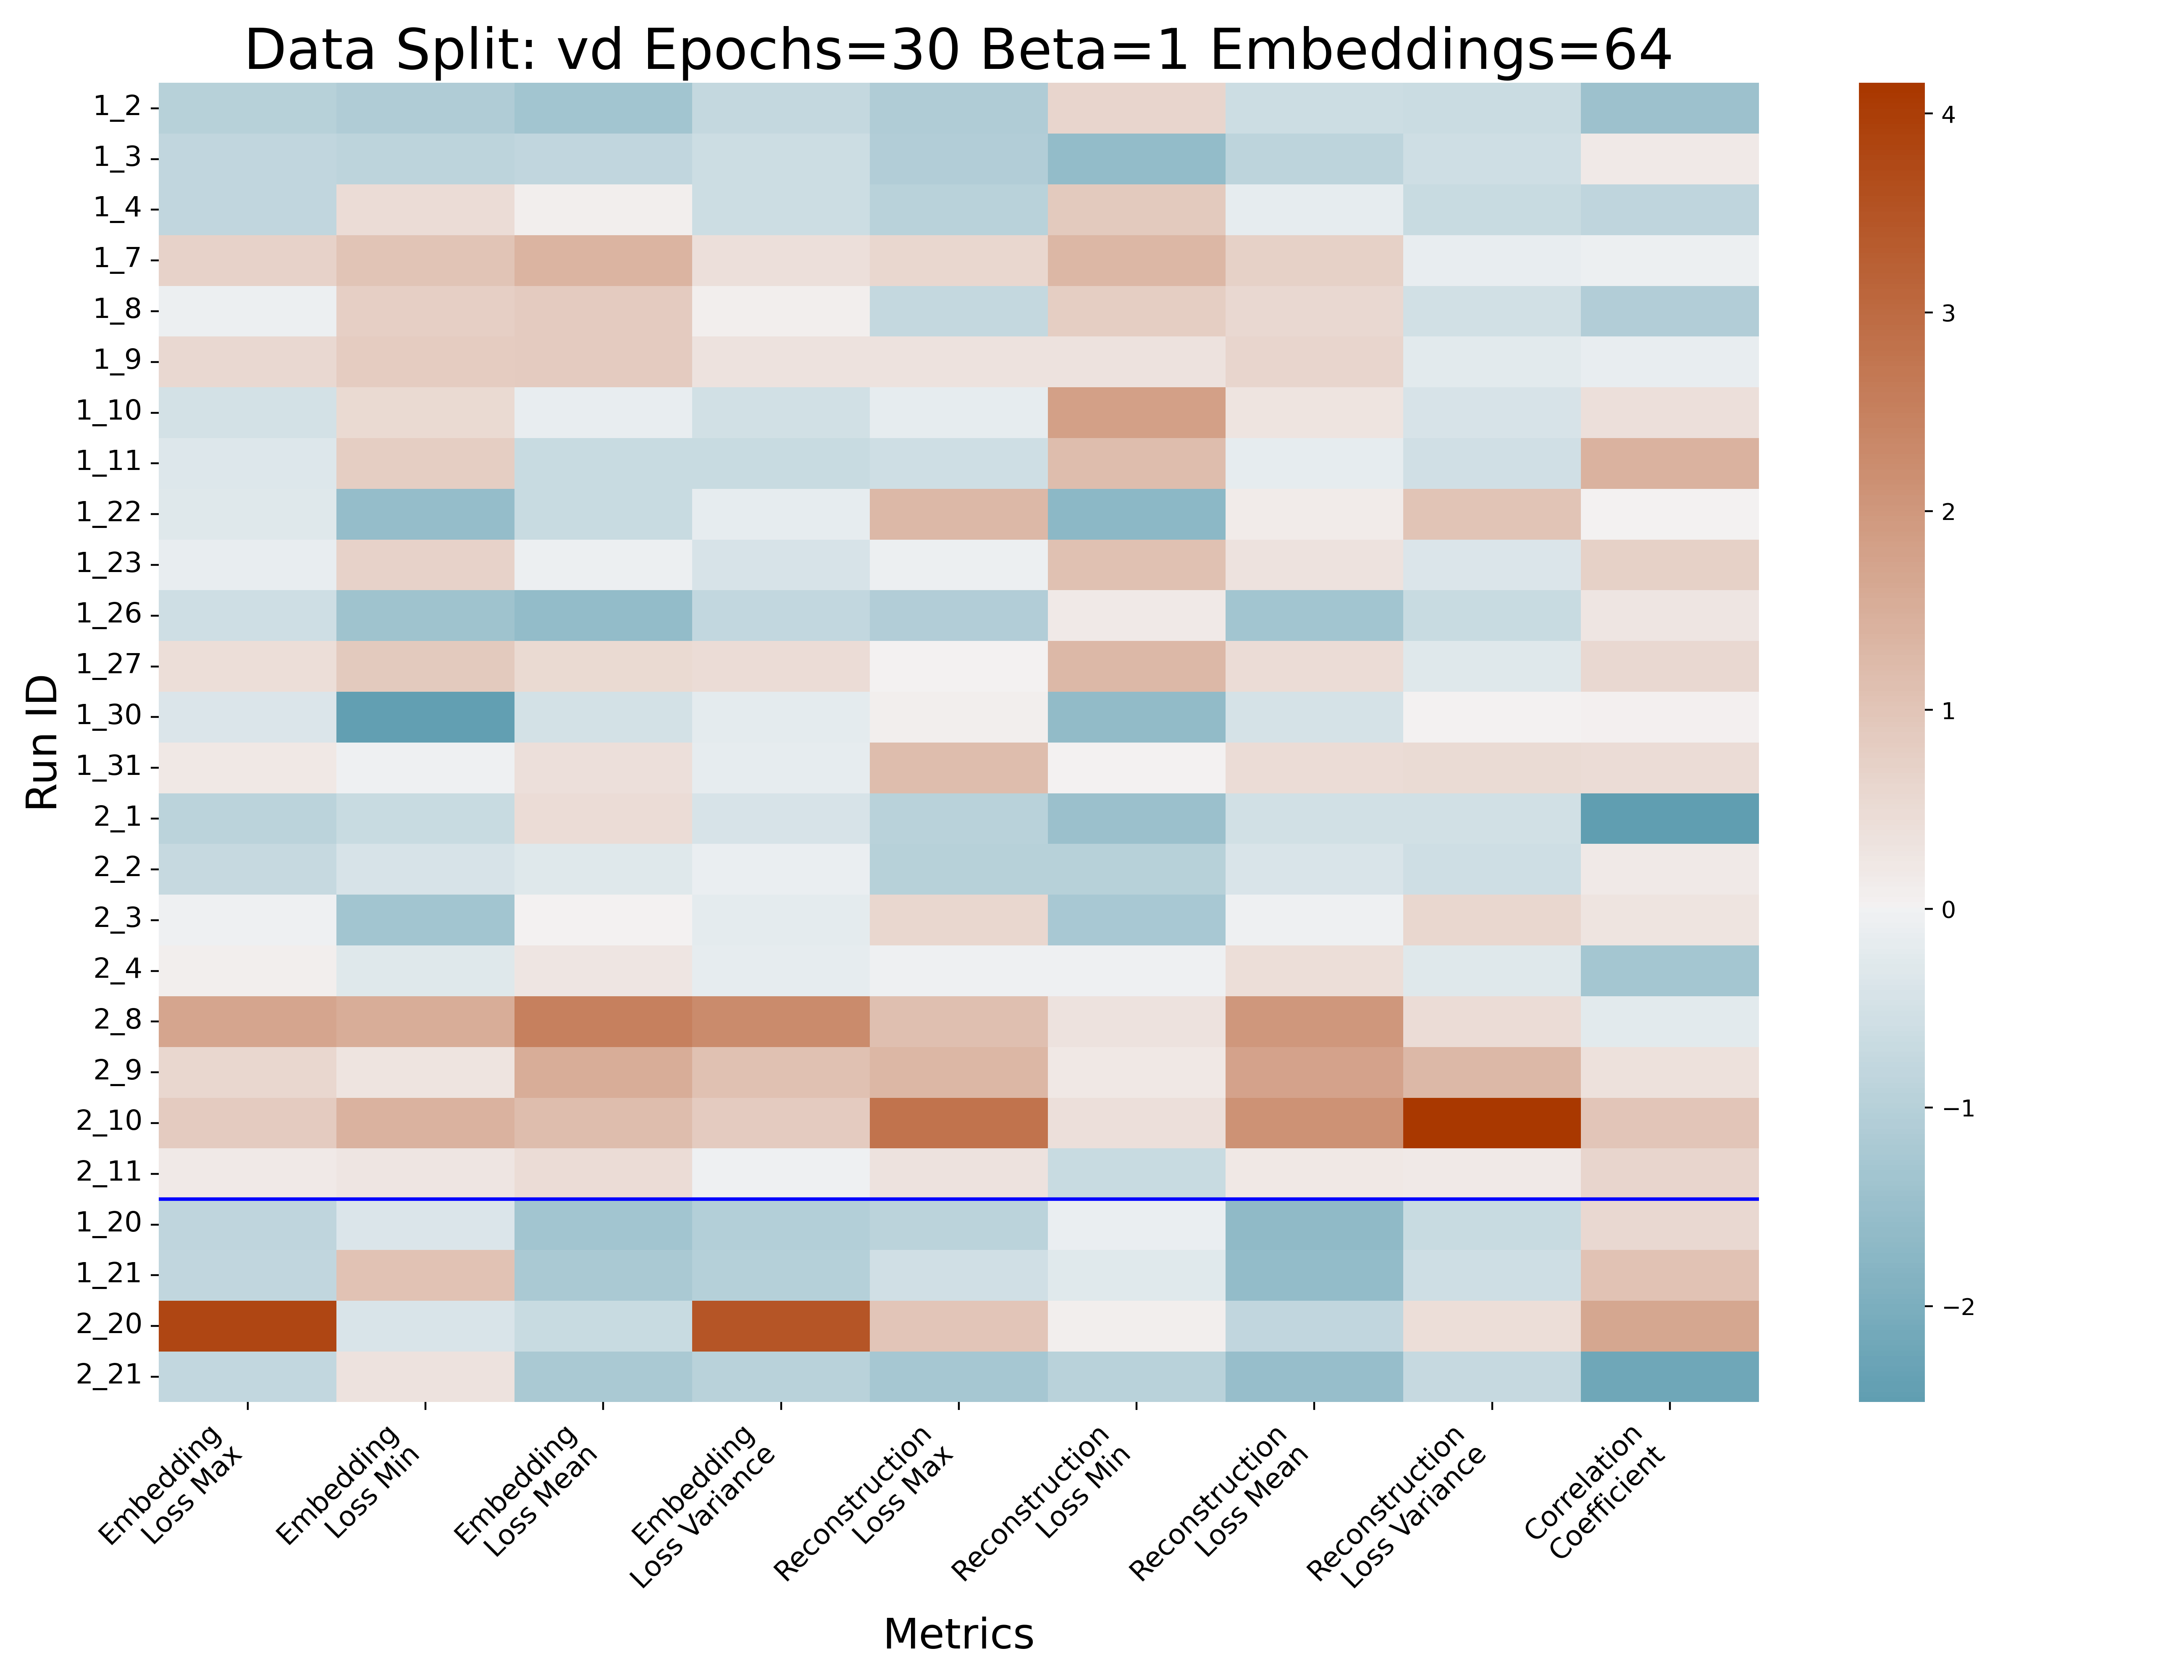 Data Split: vd Epochs=30 Beta=1 Embeddings=64
Run ID
1_2
1_3
1_4
1_7
1_8
1_9
1_10
1_11
1_22
1_23
1_26
1_27
1_30
1_31
2_1
2_2
2_3
2_4
2_8
2_9
2_10
2_11
1_20
1_21
2_20
2_21
Embedding
Loss Max
Embedding
Loss Min
Embedding
Loss Mean
Embedding
Loss Variance
Reconstruction
Loss Max
Reconstruction
Loss Min
Reconstruction
Loss Mean
Reconstruction
Loss Variance
Correlation
Coefficient
Metrics
4
3
2
1
0
−1
−2